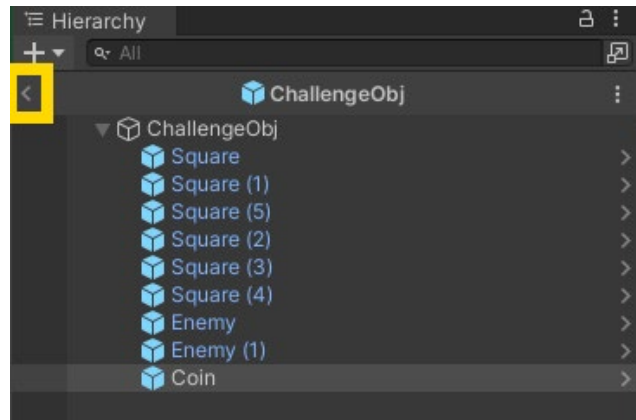 Hierarchy
All
ChallengeObj
ChallengeObj
Square
Square (1)
Square (5)
Square (2)
Square (3)
Square (4)
Enemy
Enemy (1)
Coin